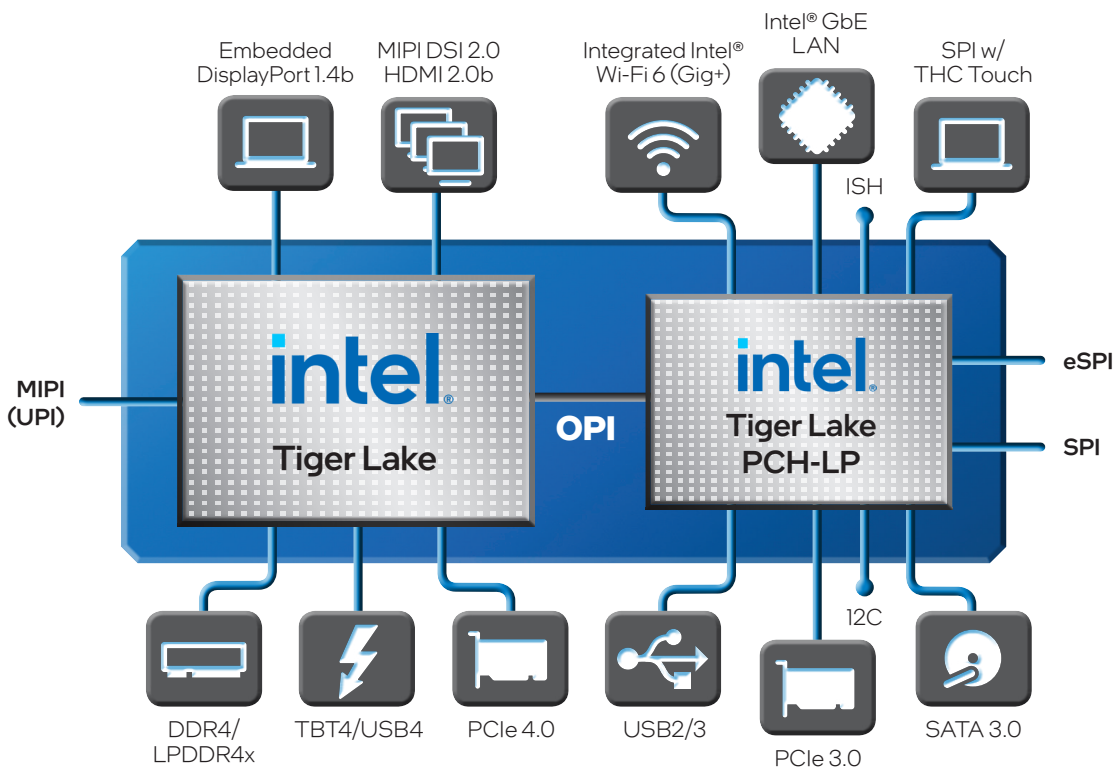 Embedded
DisplayPort 1.4b
MIPI DSI 2.0
HDMI 2.0b
Integrated Intel®
Wi-Fi 6 (Gig+)
Intel® GbE
LAN
SPI w/
THC Touch
ISH
MIPI
(UPI)
intel®
Tiger Lake
OPI
intel®
Tiger Lake
PCH-LP
eSPI
SPI
DDR4/
LPDDR4x
TBT4/USB4
PCIe 4.0
USB2/3
12C
PCIe 3.0
SATA 3.0